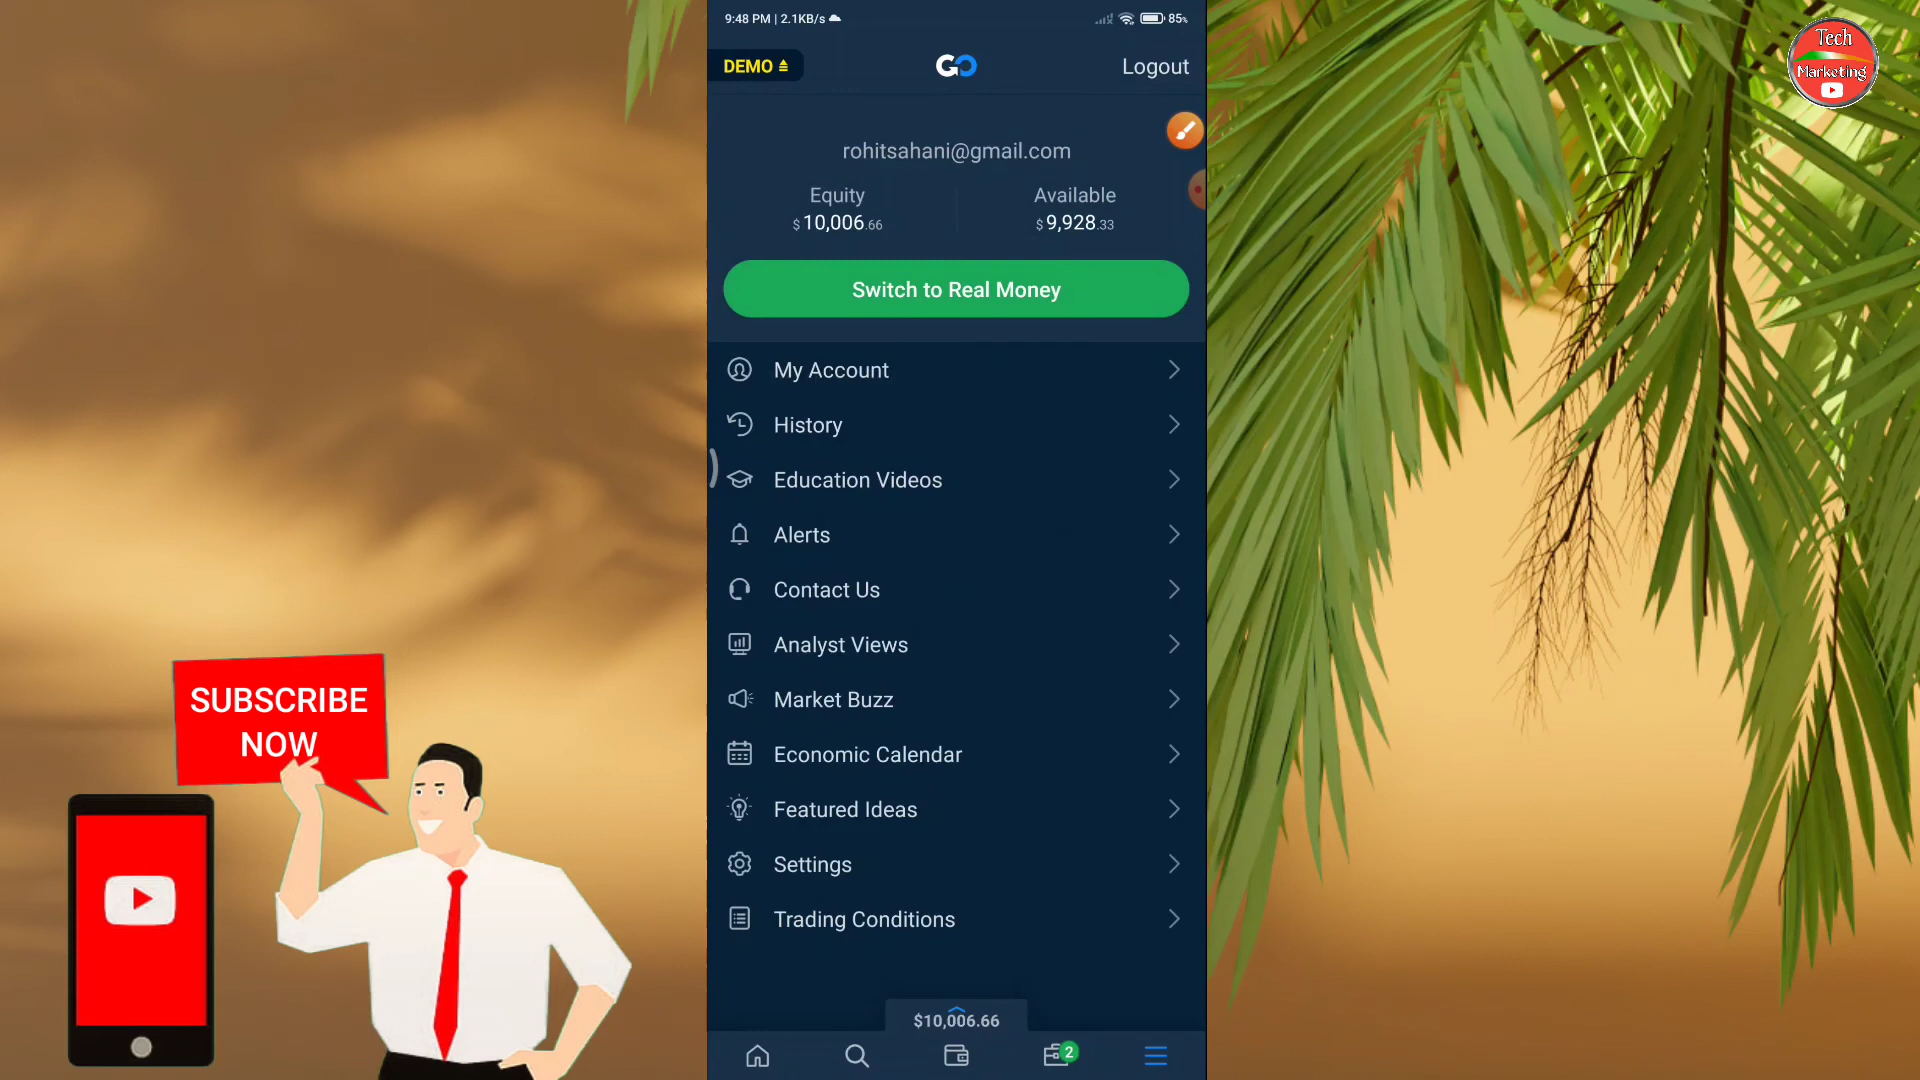 9:48 PM | 2.1KB/s
85%
DEMO
GO
Logout
Tech
Marketing
rohitsahani@gmail.com
Equity
Available
$10,006.66
$9,928.33
Switch to Real Money
My Account
History
Education Videos
Alerts
Contact Us
Analyst Views
Market Buzz
Economic Calendar
Featured Ideas
Settings
Trading Conditions
SUBSCRIBE
NOW
$10,006.66
2